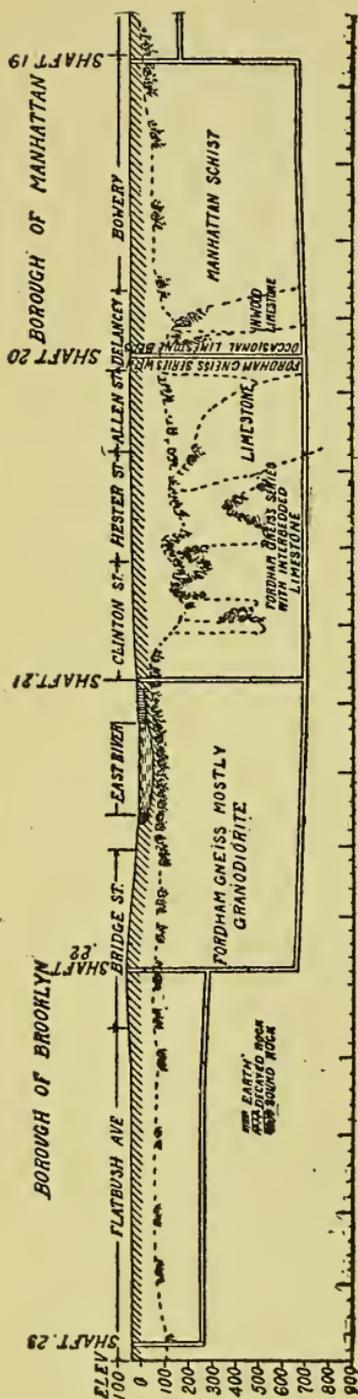 BOROUGH OF BROOKLYN
BOROUGH OF MANHATTAN
SHAFT.23
SHAFT
22
SHAFT.21
SHAFT 20
SHAFT 19
FLATBUSH AVE
BRIDGE ST.
EAST RIVER
CLINTON ST.
HESTER ST.
ALLEN ST.
DELANCEY
BOWERY
ELEV
100
0
100
200
300
400
500
600
700
800
FORDHAM GNEISS MOSTLY
GRANODIORITE
FORDHAM GNEISS SERIES
WITH INTERBEDDED
LIMESTONE
LIMESTONE
FORDHAM GNEISS SERIES WITH
OCCASIONAL LIMESTONE BEDS
INWOOD
LIMESTONE
MANHATTAN SCHIST
EARTH
DECAYED ROCK
SOUND ROCK